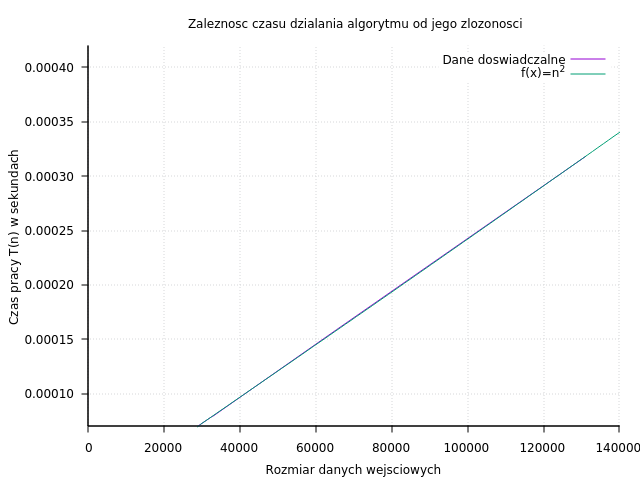 Zaleznosc czasu dzialania algorytmu od jego zlozonosci
Dane doswiadczalne
f(x)=n²
0.00040
0.00035
0.00030
0.00025
0.00020
0.00015
0.00010
Czas pracy T(n) w sekundach
0 20000 40000 60000 80000 100000 120000 140000
Rozmiar danych wejsciowych